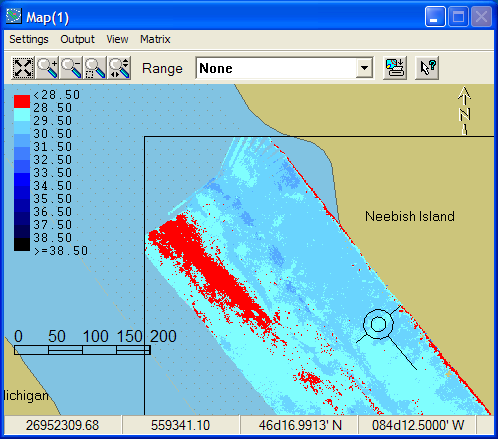 Map(1)
Settings Output View Matrix
Range None
<28.50
28.50
29.50
30.50
31.50
32.50
33.50
34.50
35.50
36.50
37.50
38.50
>=38.50
N
Neebish Island
0 50 100 150 200
lichigan
26952309.68 559341.10 46d16.9913' N 084d12.5000' W